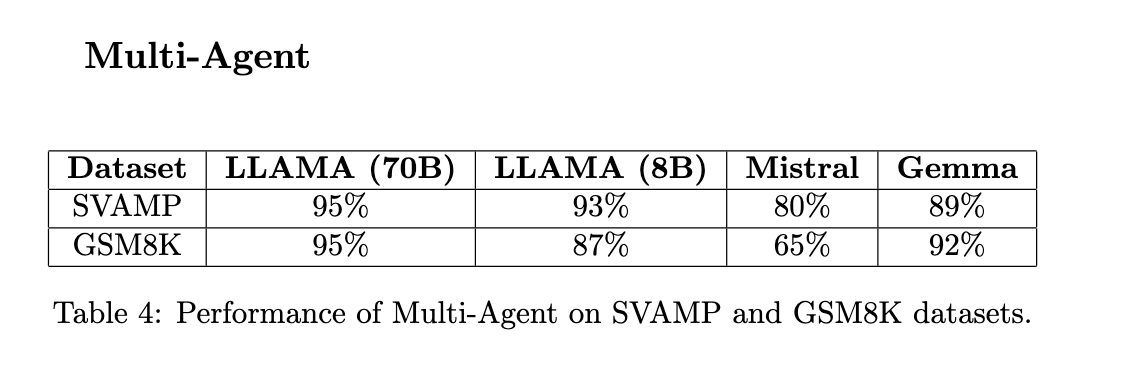 Multi-Agent
Dataset LLAMA (70B) LLAMA (8B) Mistral Gemma
SVAMP 95% 93% 80% 89%
GSM8K 95% 87% 65% 92%
Table 4: Performance of Multi-Agent on SVAMP and GSM8K datasets.